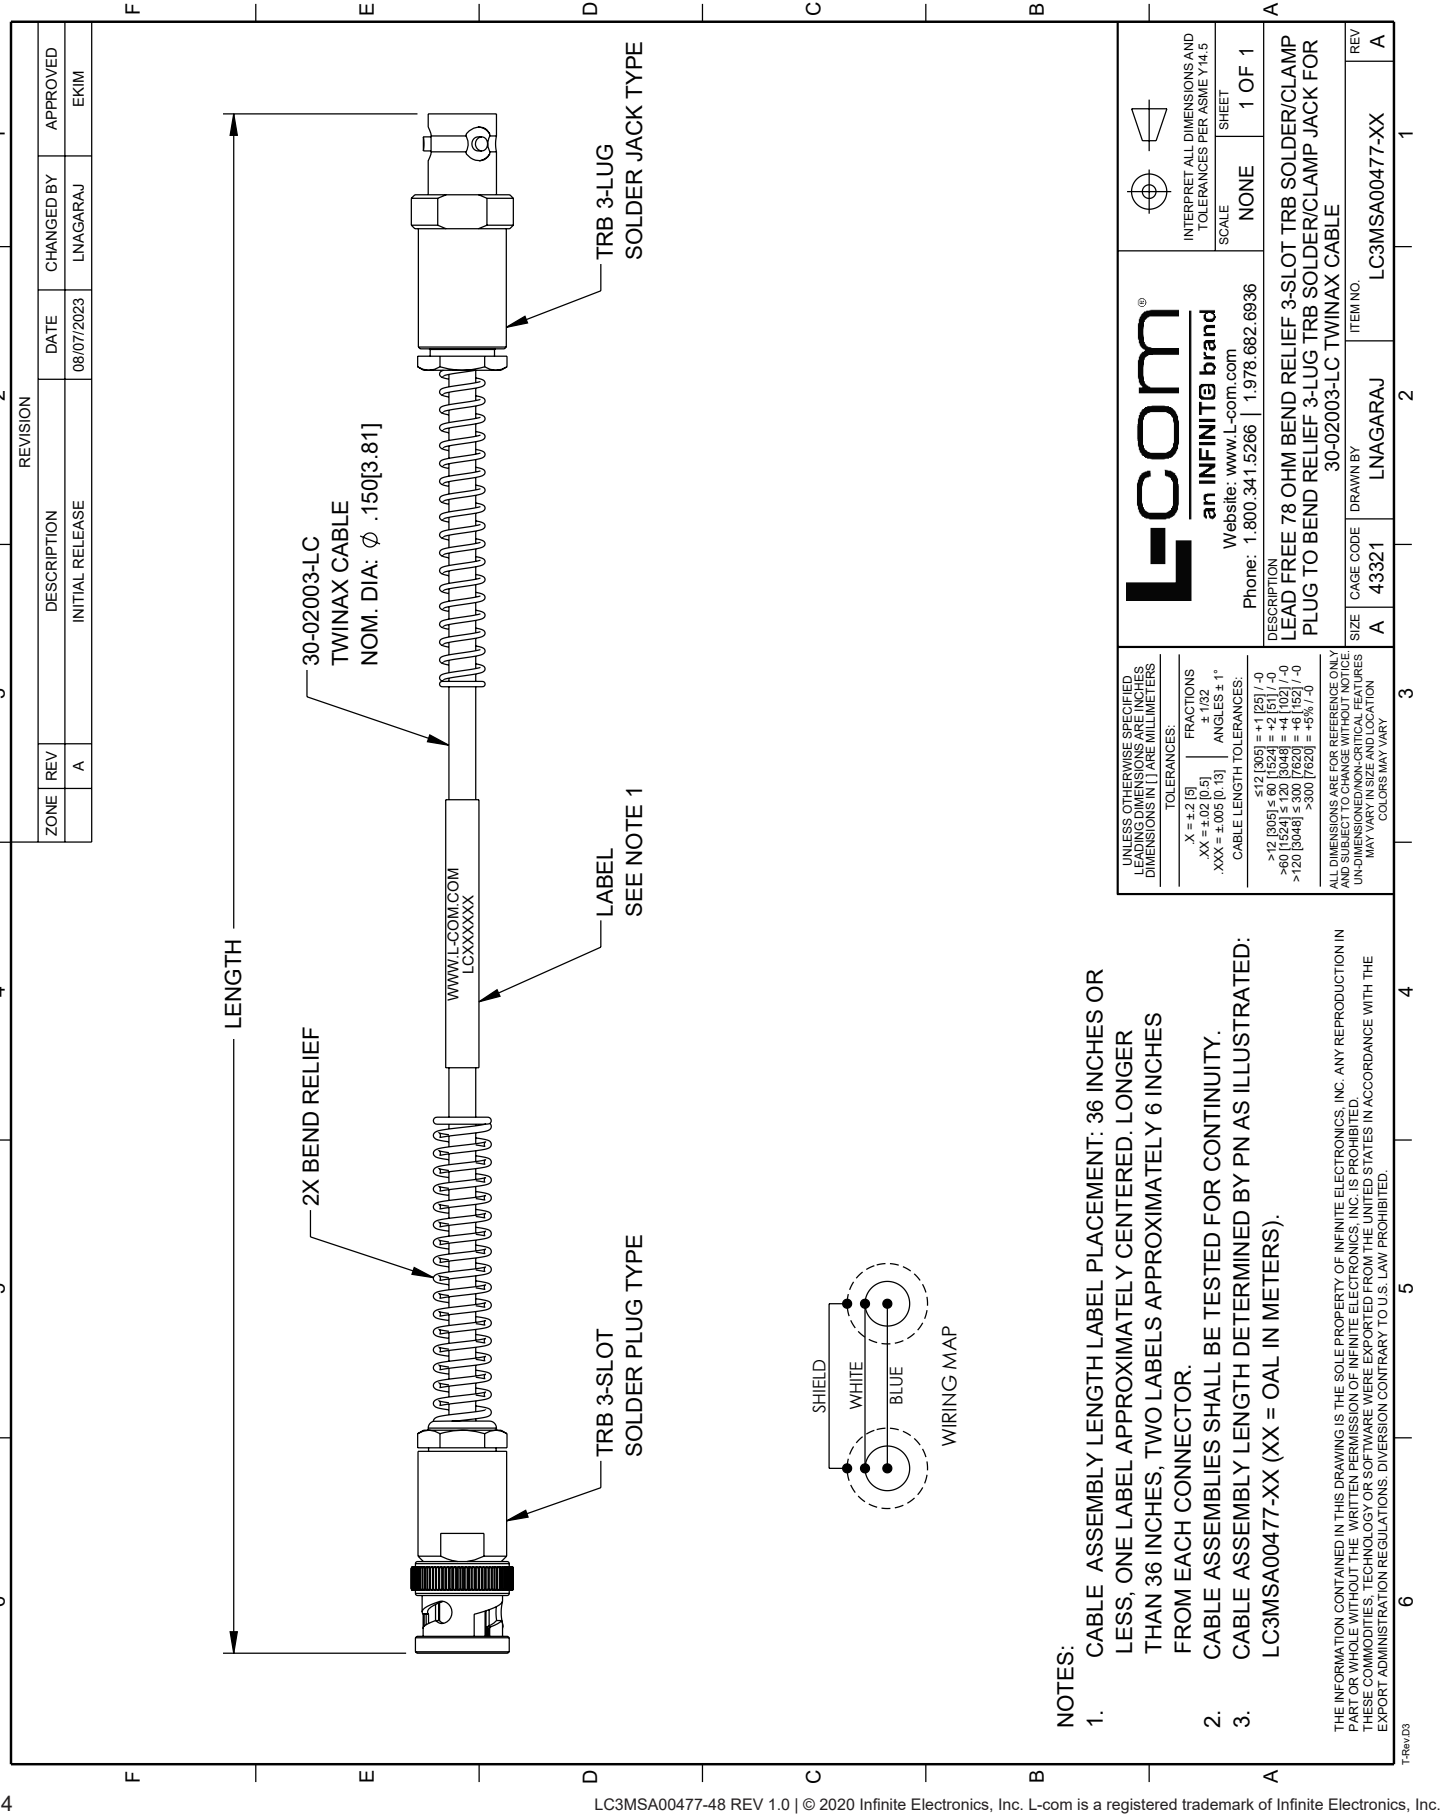 REVISION
ZONE REV DESCRIPTION DATE CHANGED BY APPROVED
A INITIAL RELEASE 08/07/2023 LNAGARAJ EKIM
F E D C B A
1 2 3 4 5 6
LENGTH
2X BEND RELIEF
30-02003-LC
TWINAX CABLE
NOM. DIA: ⌀ .150[3.81]
WWW.L-COM.COM
LCXXXXXX
TRB 3-SLOT
SOLDER PLUG TYPE
LABEL
SEE NOTE 1
TRB 3-LUG
SOLDER JACK TYPE
SHIELD
WHITE
BLUE
WIRING MAP
NOTES:
1. CABLE ASSEMBLY LENGTH LABEL PLACEMENT: 36 INCHES OR
LESS, ONE LABEL APPROXIMATELY CENTERED. LONGER
THAN 36 INCHES, TWO LABELS APPROXIMATELY 6 INCHES
FROM EACH CONNECTOR.
2. CABLE ASSEMBLIES SHALL BE TESTED FOR CONTINUITY.
3. CABLE ASSEMBLY LENGTH DETERMINED BY PN AS ILLUSTRATED:
LC3MSA00477-XX (XX = OAL IN METERS).
THE INFORMATION CONTAINED IN THIS DRAWING IS THE SOLE PROPERTY OF INFINITE ELECTRONICS, INC. ANY REPRODUCTION IN
PART OR WHOLE WITHOUT THE WRITTEN PERMISSION OF INFINITE ELECTRONICS, INC. IS PROHIBITED.
THESE COMMODITIES, TECHNOLOGY OR SOFTWARE WERE EXPORTED FROM THE UNITED STATES IN ACCORDANCE WITH THE
EXPORT ADMINISTRATION REGULATIONS. DIVERSION CONTRARY TO U.S. LAW PROHIBITED.
T-Rev.D3
UNLESS OTHERWISE SPECIFIED
LEADING DIMENSIONS ARE INCHES
DIMENSIONS IN [ ] ARE MILLIMETERS
TOLERANCES:
.X = ±.2 [5]
.XX = ±.02 [0.5]
.XXX = ±.005 [0.13]
FRACTIONS
± 1/32
ANGLES ± 1°
CABLE LENGTH TOLERANCES:
≤12 [305] = +1 [25] / -0
>12 [305] ≤ 60 [1524] = +2 [51] / -0
>60 [1524] ≤ 120 [3048] = +4 [102] / -0
>120 [3048] ≤ 300 [7620] = +6 [152] / -0
>300 [7620] = +5% / -0
ALL DIMENSIONS ARE FOR REFERENCE ONLY
AND SUBJECT TO CHANGE WITHOUT NOTICE.
UN-DIMENSIONED/NON-CRITICAL FEATURES
MAY VARY IN SIZE AND LOCATION
COLORS MAY VARY
L-com®
an INFINITE brand
Website: www.L-com.com
Phone: 1.800.341.5266 | 1.978.682.6936
INTERPRET ALL DIMENSIONS AND
TOLERANCES PER ASME Y14.5
SCALE
NONE
SHEET
1 OF 1
DESCRIPTION
LEAD FREE 78 OHM BEND RELIEF 3-SLOT TRB SOLDER/CLAMP
PLUG TO BEND RELIEF 3-LUG TRB SOLDER/CLAMP JACK FOR
30-02003-LC TWINAX CABLE
SIZE
A
CAGE CODE
43321
DRAWN BY
LNAGARAJ
ITEM NO.
LC3MSA00477-XX
REV
A
4
LC3MSA00477-48 REV 1.0 | © 2020 Infinite Electronics, Inc. L-com is a registered trademark of Infinite Electronics, Inc.